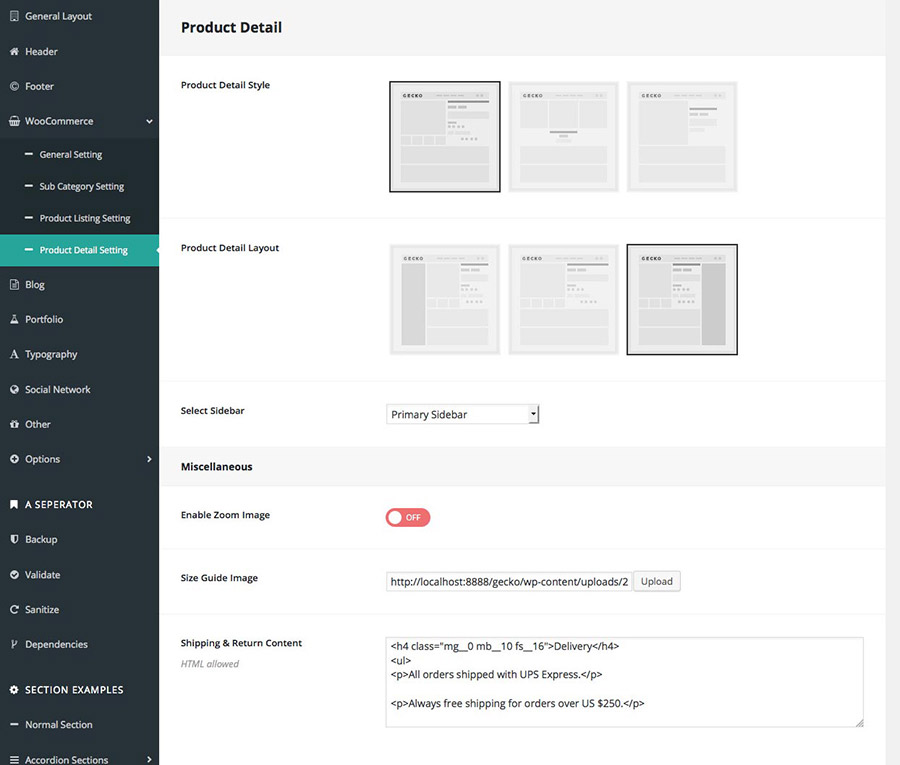 General Layout
Header
Footer
WooCommerce
General Setting
Sub Category Setting
Product Listing Setting
Product Detail Setting
Blog
Portfolio
Typography
Social Network
Other
Options
A SEPERATOR
Backup
Validate
Sanitize
Dependencies
SECTION EXAMPLES
Normal Section
Accordion Sections
Product Detail
Product Detail Style
GECKO
GECKO
GECKO
Product Detail Layout
GECKO
GECKO
GECKO
Select Sidebar
Primary Sidebar
Miscellaneous
Enable Zoom Image
OFF
Size Guide Image
http://localhost:8888/gecko/wp-content/uploads/2
Upload
Shipping & Return Content
HTML allowed
<h4 class="mg__0 mb__10 fs__16">Delivery</h4>
<ul>
<p>All orders shipped with UPS Express.</p>
<p>Always free shipping for orders over US $250.</p>